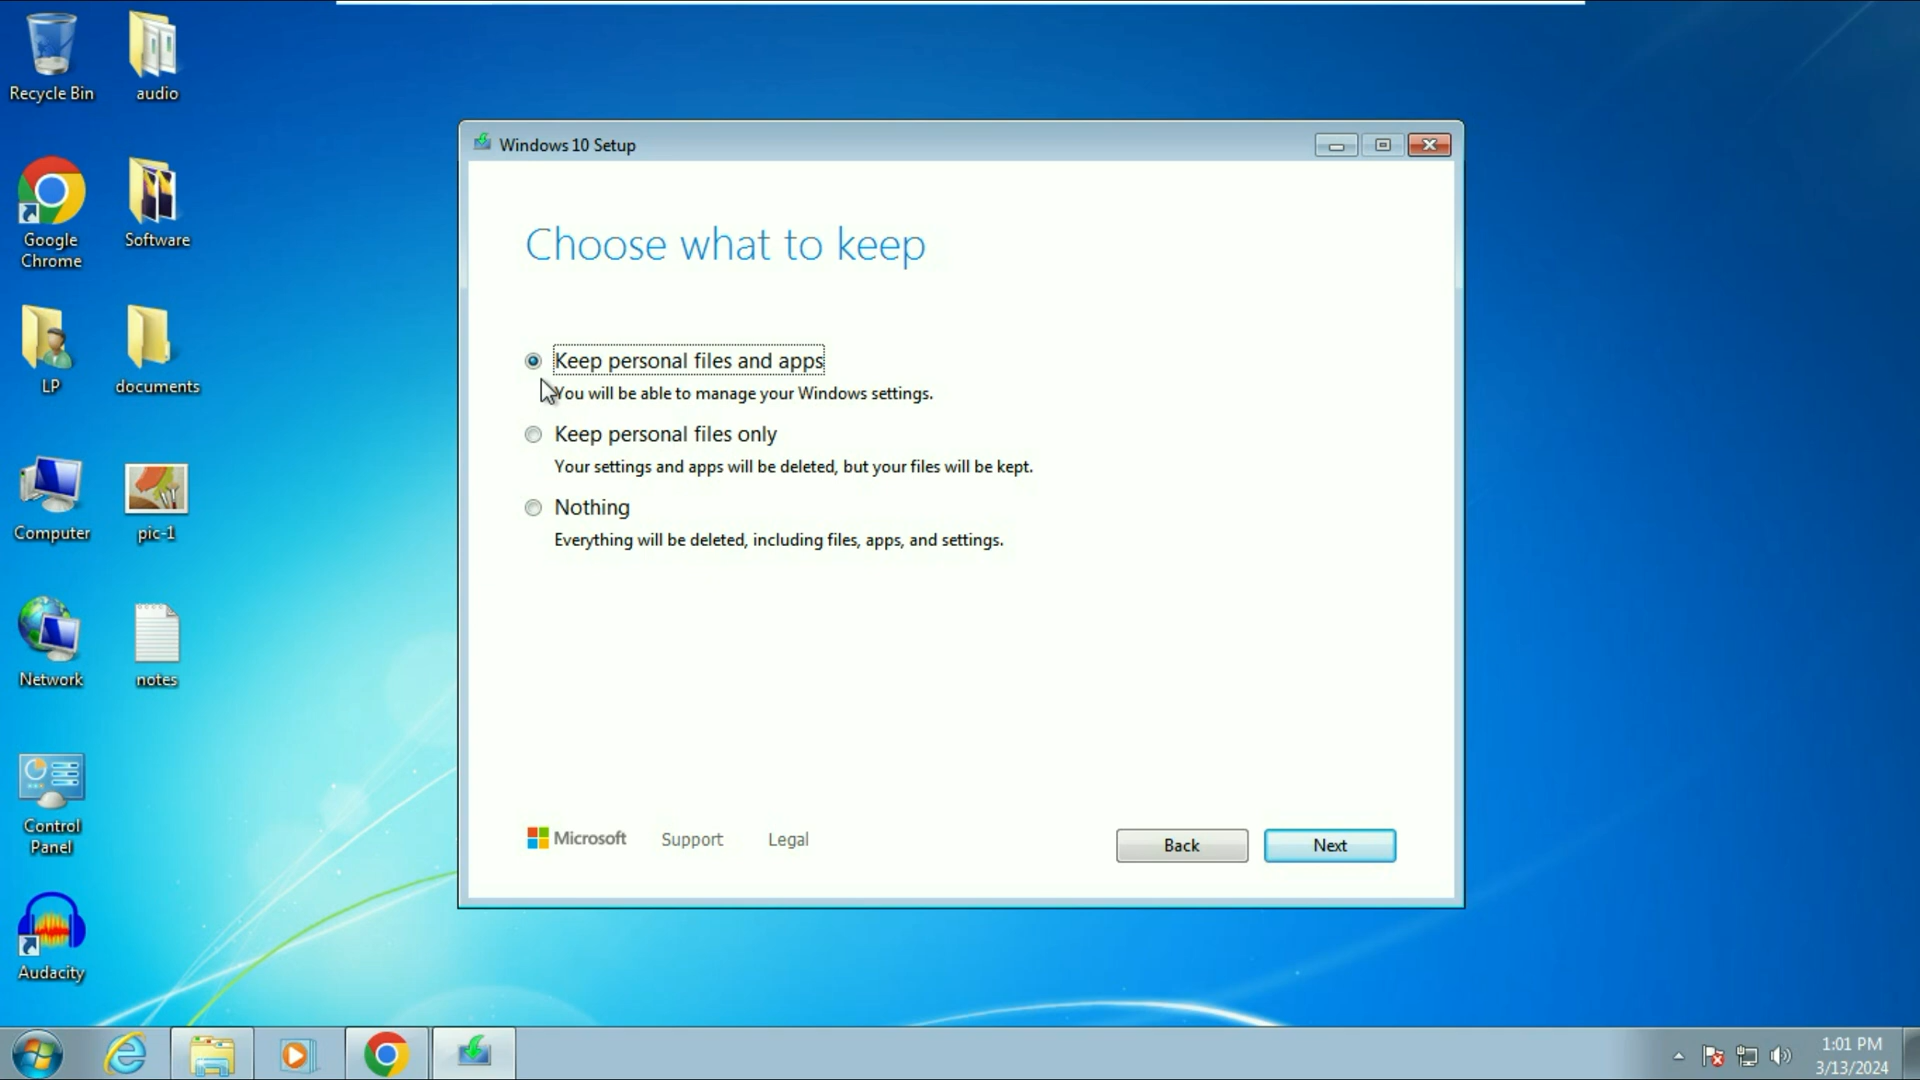 Recycle Bin
audio
Google
Chrome
Software
LP
documents
Computer
pic-1
Network
notes
Control
Panel
Audacity
Windows 10 Setup
Choose what to keep
Keep personal files and apps
You will be able to manage your Windows settings.
Keep personal files only
Your settings and apps will be deleted, but your files will be kept.
Nothing
Everything will be deleted, including files, apps, and settings.
Microsoft
Support
Legal
Back
Next
1:01 PM
3/13/2024